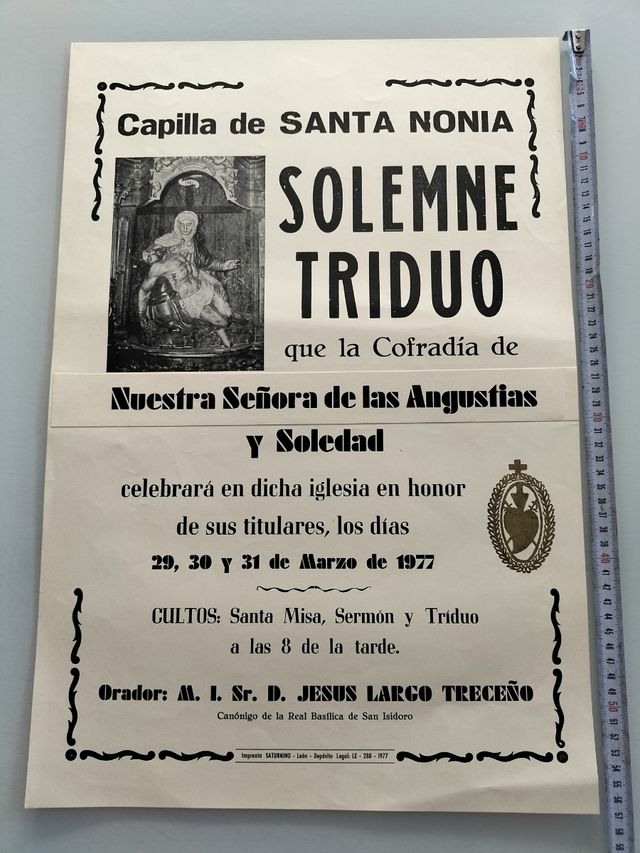 Capilla de SANTA NONIA
SOLEMNE
TRIDUO
que la Cofradía de
Nuestra Señora de las Angustias
y Soledad
celebrará en dicha iglesia en honor
de sus titulares, los días
29, 30 y 31 de Marzo de 1977
CULTOS: Santa Misa, Sermón y Tríduo
a las 8 de la tarde.
Orador: M. I. Sr. D. JESUS LARGO TRECEÑO
Canónigo de la Real Basílica de San Isidoro
Imprenta SATURNINO - León - Depósito Legal: LE - 288 - 1977